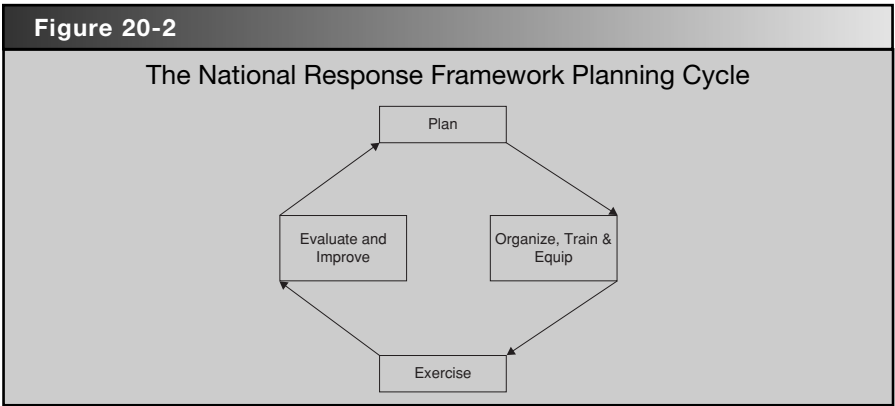 Figure 20-2
The National Response Framework Planning Cycle
Plan
Evaluate and
Improve
Organize, Train &
Equip
Exercise